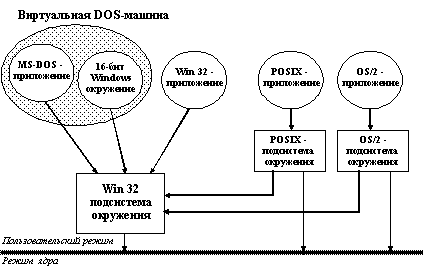 Виртуальная DOS-машина
MS-DOS -
приложение
16-бит
Windows
окружение
Win 32 -
приложение
POSIX -
приложение
OS/2 -
приложение
POSIX -
подсистема
окружения
OS/2 -
подсистема
окружения
Win 32
подсистема
окружения
Пользовательский режим
Режим ядра